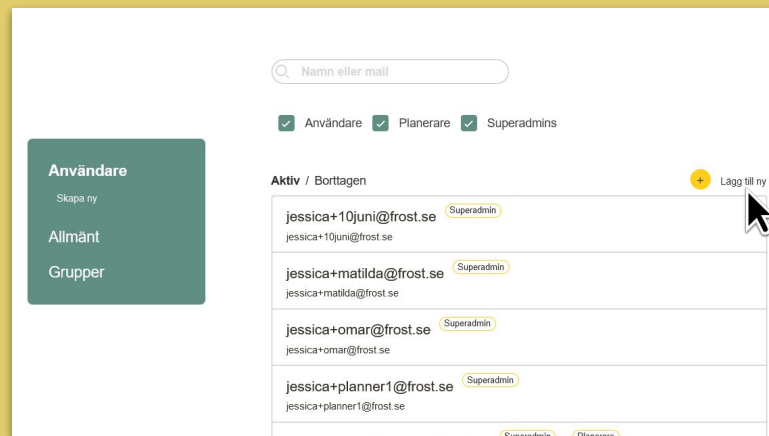 Namn eller mail
Användare Planerare Superadmins
Användare
Skapa ny
Allmänt
Grupper
Aktiv / Borttagen
+ Lägg till ny
jessica+10juni@frost.se Superadmin
jessica+10juni@frost.se
jessica+matilda@frost.se Superadmin
jessica+matilda@frost.se
jessica+omar@frost.se Superadmin
jessica+omar@frost.se
jessica+planner1@frost.se Superadmin
jessica+planner1@frost.se
Superadmin Planerare